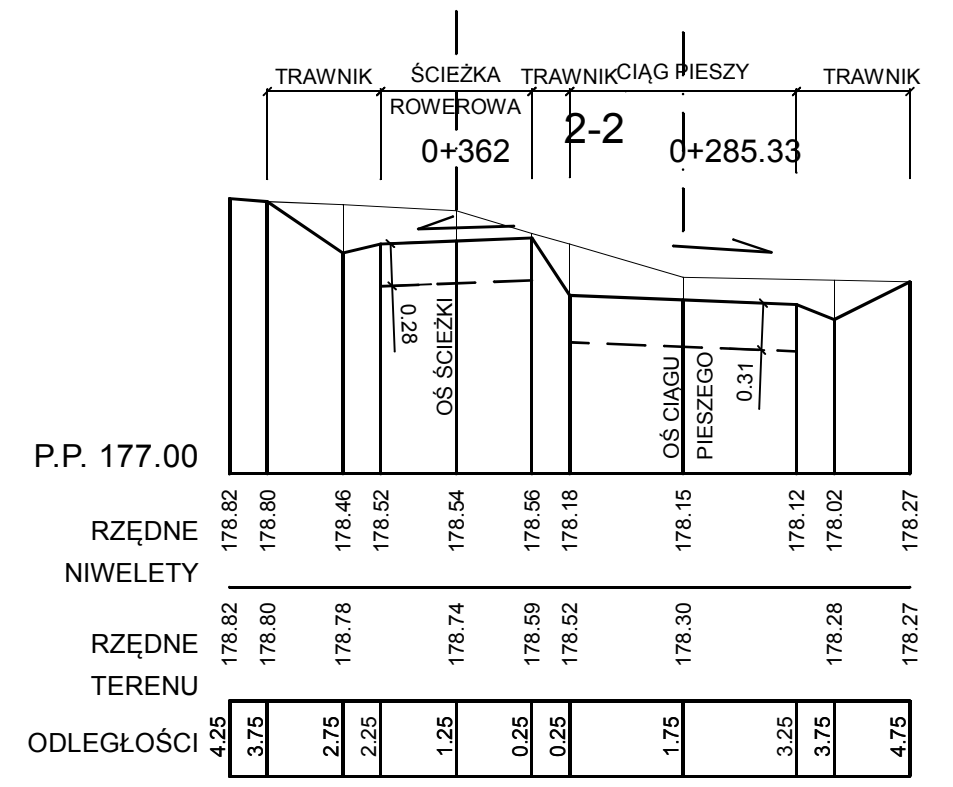 TRAWNIK ŚCIEŻKA TRAWNIK CIĄG PIESZY TRAWNIK
ROWEROWA
2-2
0+362 0+285.33
0.28
OŚ ŚCIEŻKI
OŚ CIĄGU
PIESZEGO
0.31
P.P. 177.00
178.82 178.80 178.46 178.52 178.54 178.56 178.18 178.15 178.12 178.02 178.27
RZĘDNE
NIWELETY
178.82 178.80 178.78 178.74 178.59 178.52 178.30 178.28 178.27
RZĘDNE
TERENU
ODLEGŁOŚCI 4.25 3.75 2.75 2.25 1.25 0.25 0.25 1.75 3.25 3.75 4.75